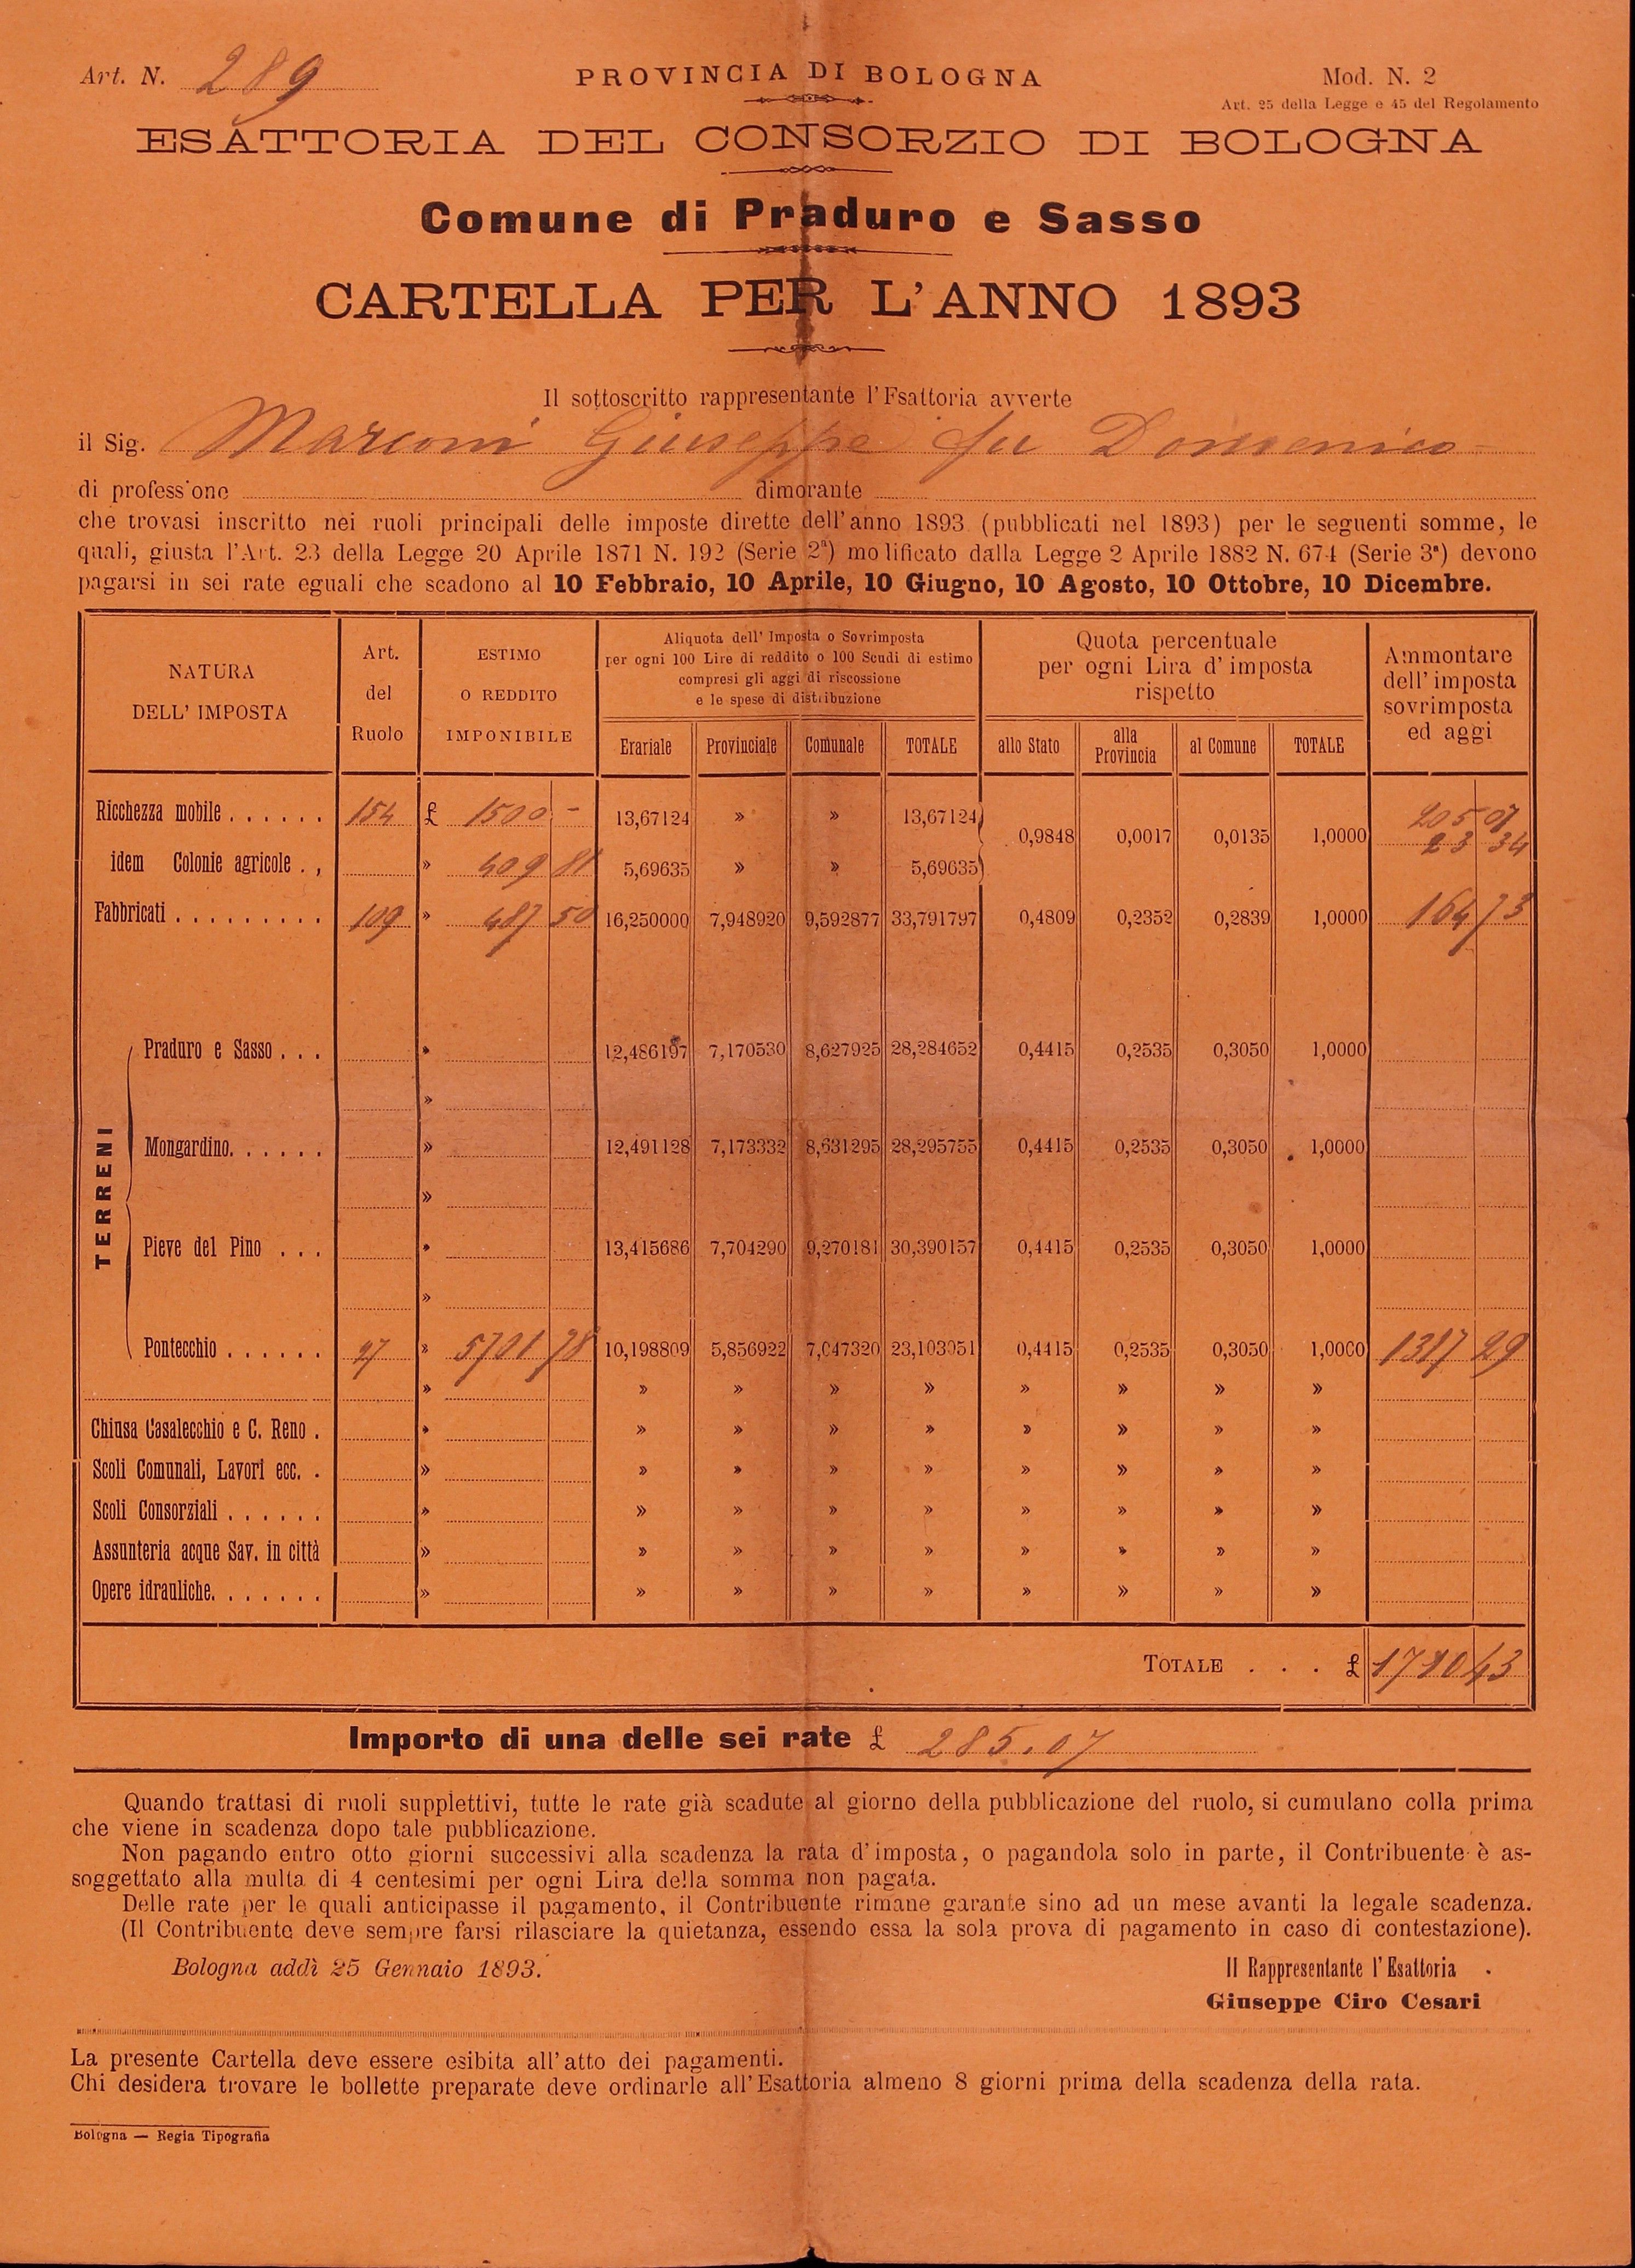 Art. N. 289
PROVINCIA DI BOLOGNA
Mod. N. 2
Art. 25 della Legge e 45 del Regolamento
ESATTORIA DEL CONSORZIO DI BOLOGNA
Comune di Praduro e Sasso
CARTELLA PER L'ANNO 1893
Il sottoscritto rappresentante l'Esattoria avverte
il Sig. Marconi Giuseppe fu Domenico
di professione dimorante
che trovasi inscritto nei ruoli principali delle imposte dirette dell'anno 1893 (pubblicati nel 1893) per le seguenti somme, le
quali, giusta l'Art. 23 della Legge 20 Aprile 1871 N. 192 (Serie 2ª) modificato dalla Legge 2 Aprile 1882 N. 674 (Serie 3ª) devono
pagarsi in sei rate eguali che scadono al 10 Febbraio, 10 Aprile, 10 Giugno, 10 Agosto, 10 Ottobre, 10 Dicembre.
NATURA
DELL' IMPOSTA
Art.
del
Ruolo
ESTIMO
O REDDITO
IMPONIBILE
Aliquota dell' Imposta o Sovrimposta
per ogni 100 Lire di reddito o 100 Scudi di estimo
compresi gli aggi di riscossione
e le spese di distribuzione
Erariale Provinciale Comunale TOTALE
Quota percentuale
per ogni Lira d' imposta
rispetto
allo Stato alla Provincia al Comune TOTALE
Ammontare
dell' imposta
sovrimposta
ed aggi
Ricchezza mobile . . . . . . 154 £ 1500 - 13,67124 » » 13,67124 0,9848 0,0017 0,0135 1,0000 205 07
idem Colonie agricole . , » 409 81 5,69635 » » 5,69635 23 34
Fabbricati . . . . . . . . . 109 » 487 50 16,250000 7,948920 9,592877 33,791797 0,4809 0,2352 0,2839 1,0000 164 73
TERRENI
Praduro e Sasso . . . » 12,486197 7,170530 8,627925 28,284652 0,4415 0,2535 0,3050 1,0000
»
Mongardino. . . . . . » 12,491128 7,173332 8,631295 28,295755 0,4415 0,2535 0,3050 1,0000
»
Pieve del Pino . . . » 13,415686 7,704290 9,270181 30,390157 0,4415 0,2535 0,3050 1,0000
»
Pontecchio . . . . . . » 5701 78 10,198809 5,856922 7,047320 23,103051 0,4415 0,2535 0,3050 1,0000 1317 29
» » » » » » » » »
Chiusa Casalecchio e C. Reno . » » » » » » » » »
Scoli Comunali, Lavori ecc. . » » » » » » » » »
Scoli Consorziali . . . . . . » » » » » » » » »
Assunteria acque Sav. in città » » » » » » » » »
Opere idrauliche. . . . . . . » » » » » » » » »
TOTALE . . . £ 1710 43
Importo di una delle sei rate £ 285.07
Quando trattasi di ruoli supplettivi, tutte le rate già scadute al giorno della pubblicazione del ruolo, si cumulano colla prima
che viene in scadenza dopo tale pubblicazione.
Non pagando entro otto giorni successivi alla scadenza la rata d'imposta, o pagandola solo in parte, il Contribuente è as-
soggettato alla multa di 4 centesimi per ogni Lira della somma non pagata.
Delle rate per le quali anticipasse il pagamento, il Contribuente rimane garante sino ad un mese avanti la legale scadenza.
(Il Contribuente deve sempre farsi rilasciare la quietanza, essendo essa la sola prova di pagamento in caso di contestazione).
Bologna addì 25 Gennaio 1893.
Il Rappresentante l'Esattoria
Giuseppe Ciro Cesari
La presente Cartella deve essere esibita all'atto dei pagamenti.
Chi desidera trovare le bollette preparate deve ordinarle all'Esattoria almeno 8 giorni prima della scadenza della rata.
Bologna — Regia Tipografia